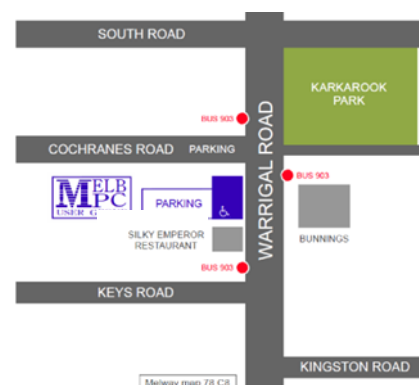 SOUTH ROAD
KARKAROOK
PARK
BUS 903
WARRIGAL ROAD
COCHRANES ROAD PARKING
BUS 903
MELB
PC
PARKING
SILKY EMPEROR
RESTAURANT
BUNNINGS
BUS 903
KEYS ROAD
KINGSTON ROAD
Melway map 78 C8